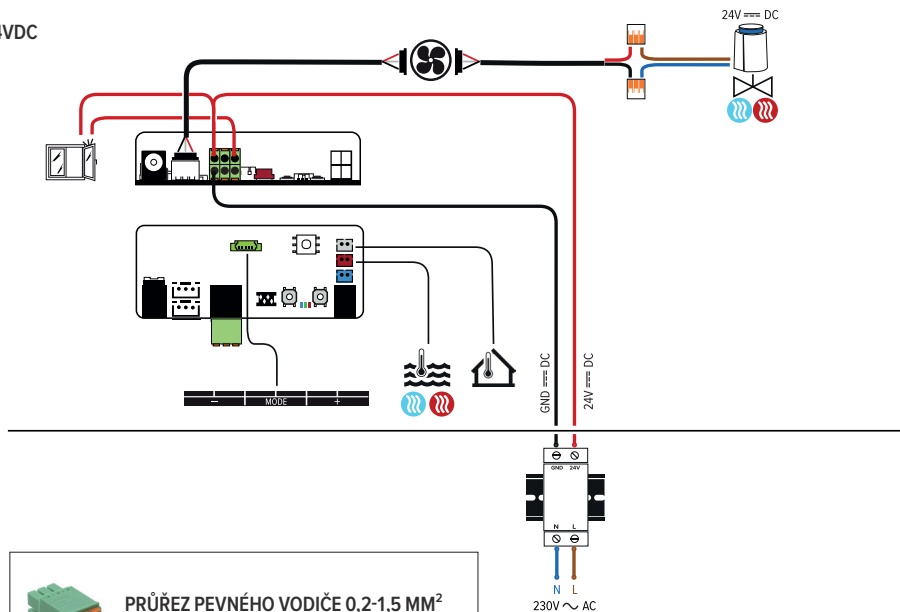 4VDC
24V DC
− MODE +
GND DC
24V DC
GND 24V
N L
N L
230V ~ AC
PRŮŘEZ PEVNÉHO VODIČE 0,2-1,5 MM²